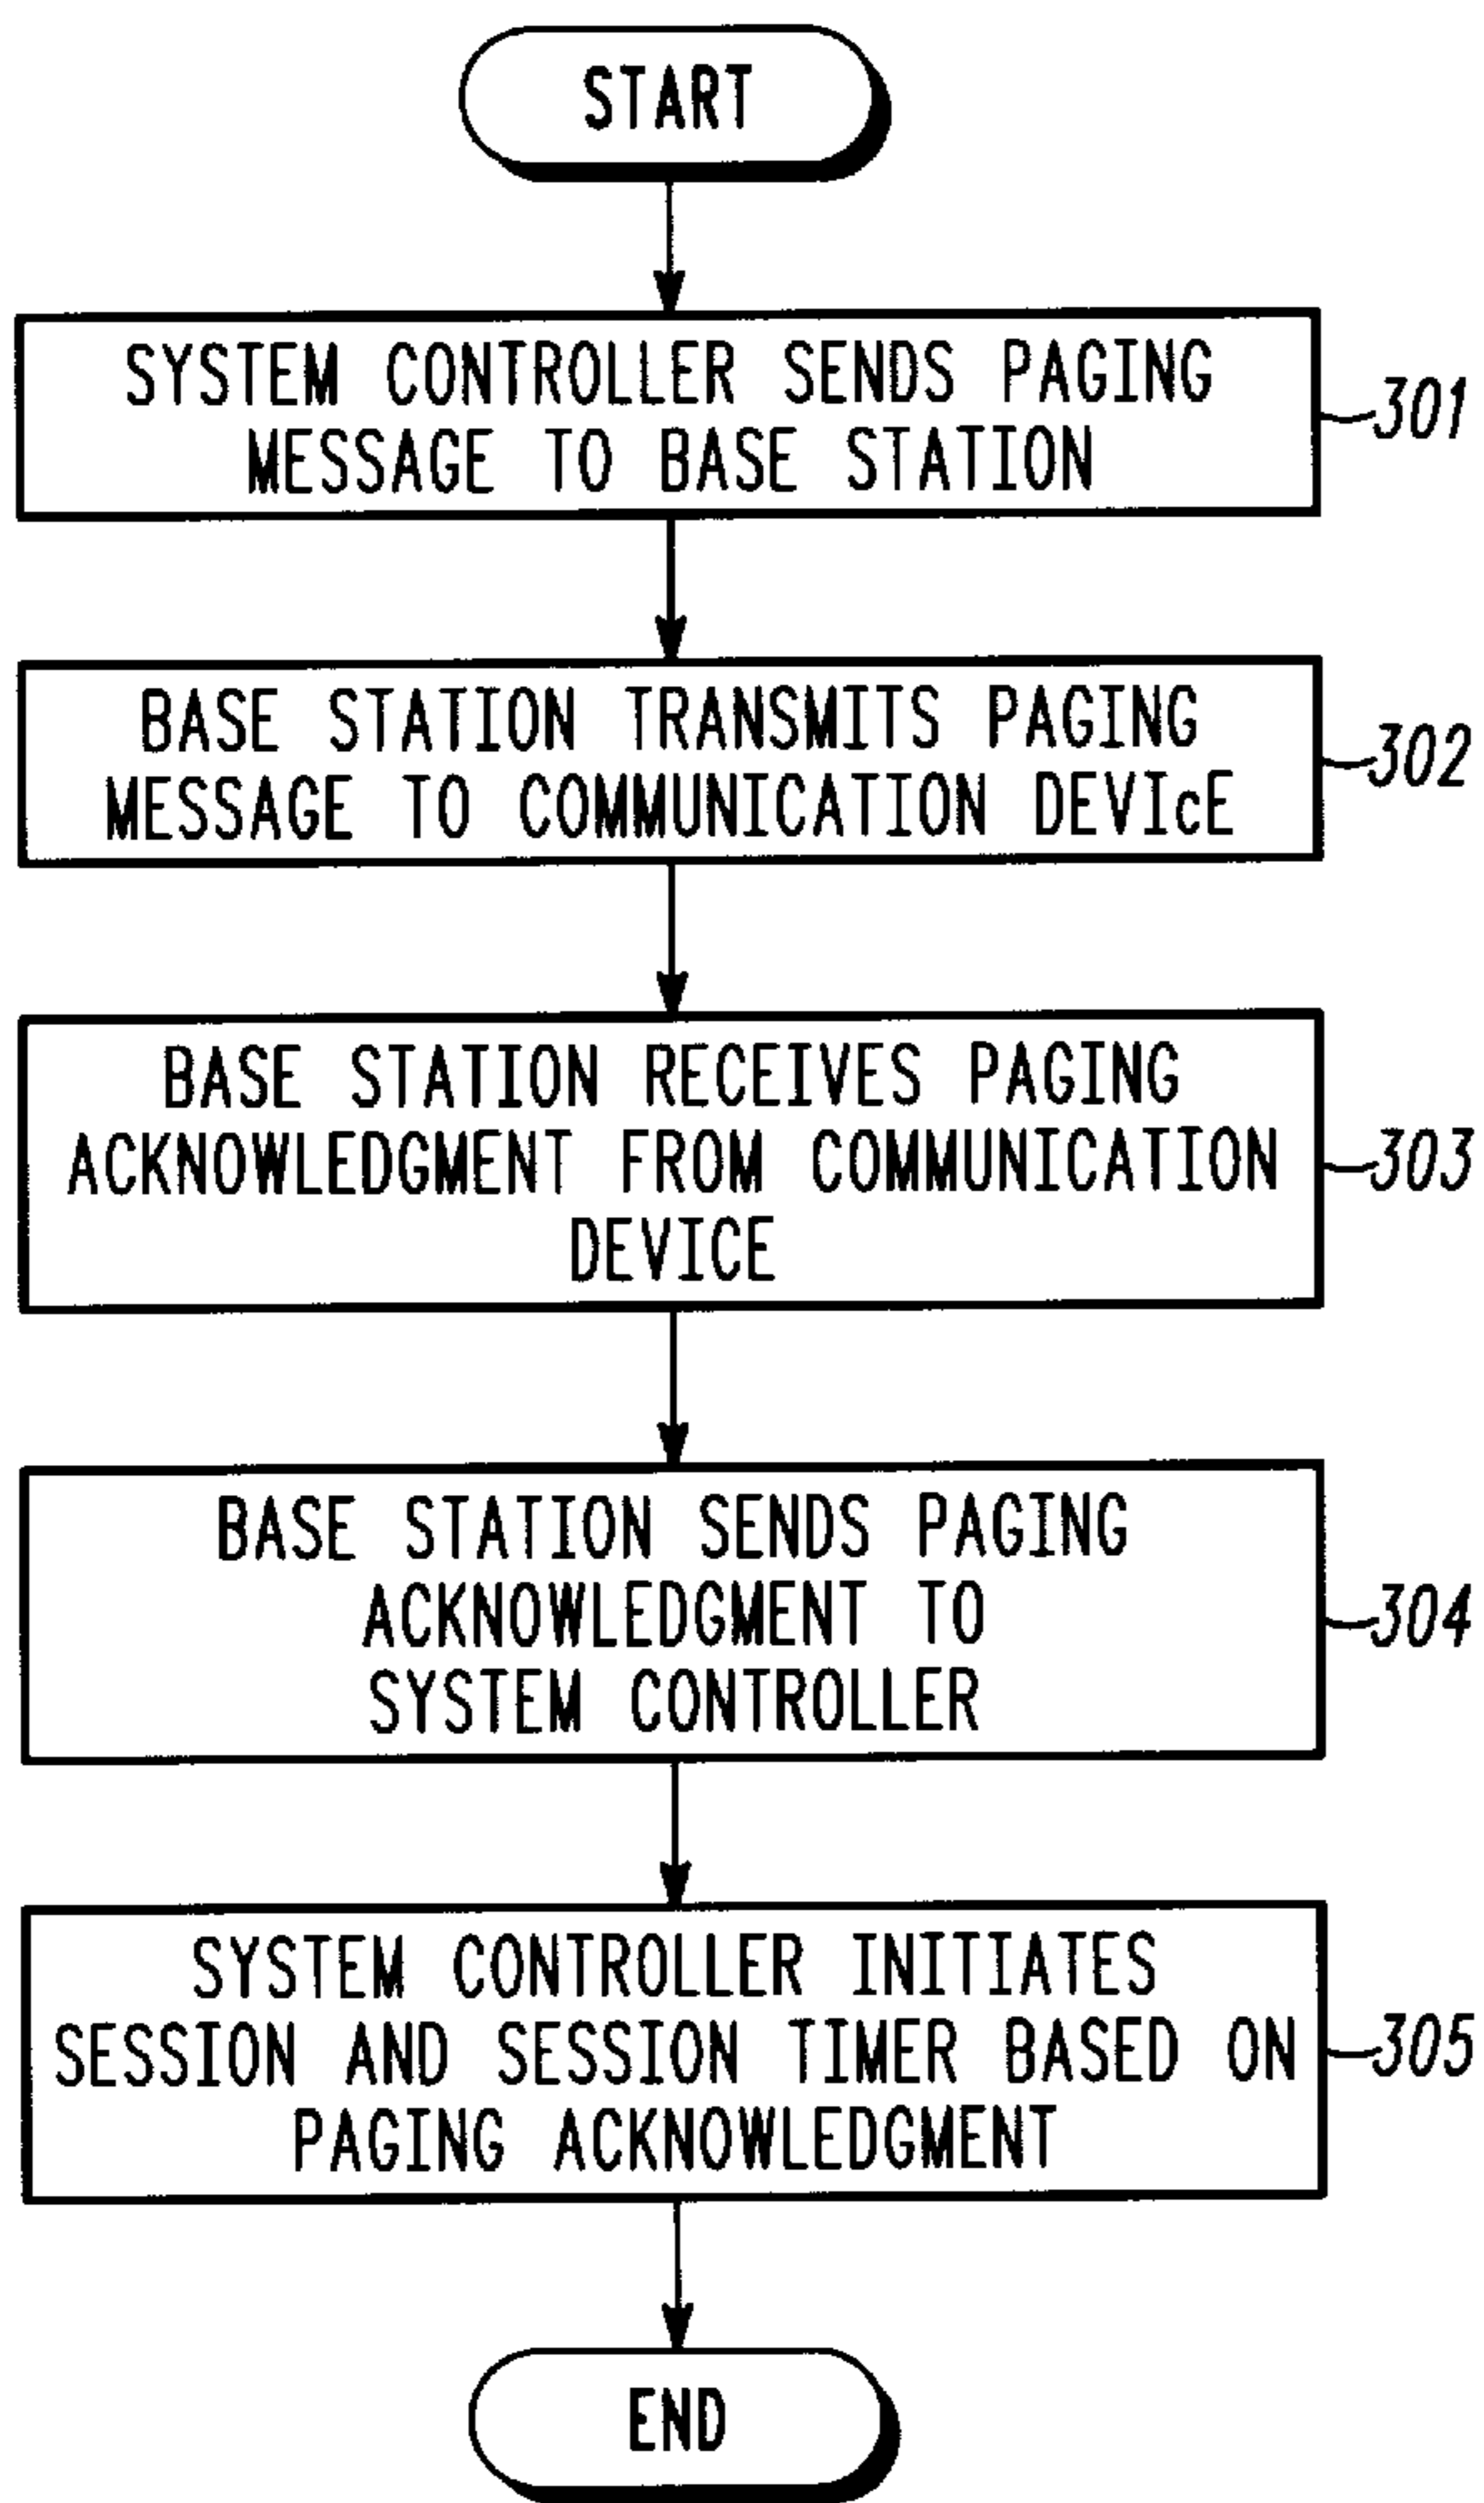 START
SYSTEM CONTROLLER SENDS PAGING
MESSAGE TO BASE STATION
301
BASE STATION TRANSMITS PAGING
MESSAGE TO COMMUNICATION DEVIcE
302
BASE STATION RECEIVES PAGING
ACKNOWLEDGMENT FROM COMMUNICATION
DEVICE
303
BASE STATION SENDS PAGING
ACKNOWLEDGMENT TO
SYSTEM CONTROLLER
304
SYSTEM CONTROLLER INITIATES
SESSION AND SESSION TIMER BASED ON
PAGING ACKNOWLEDGMENT
305
END